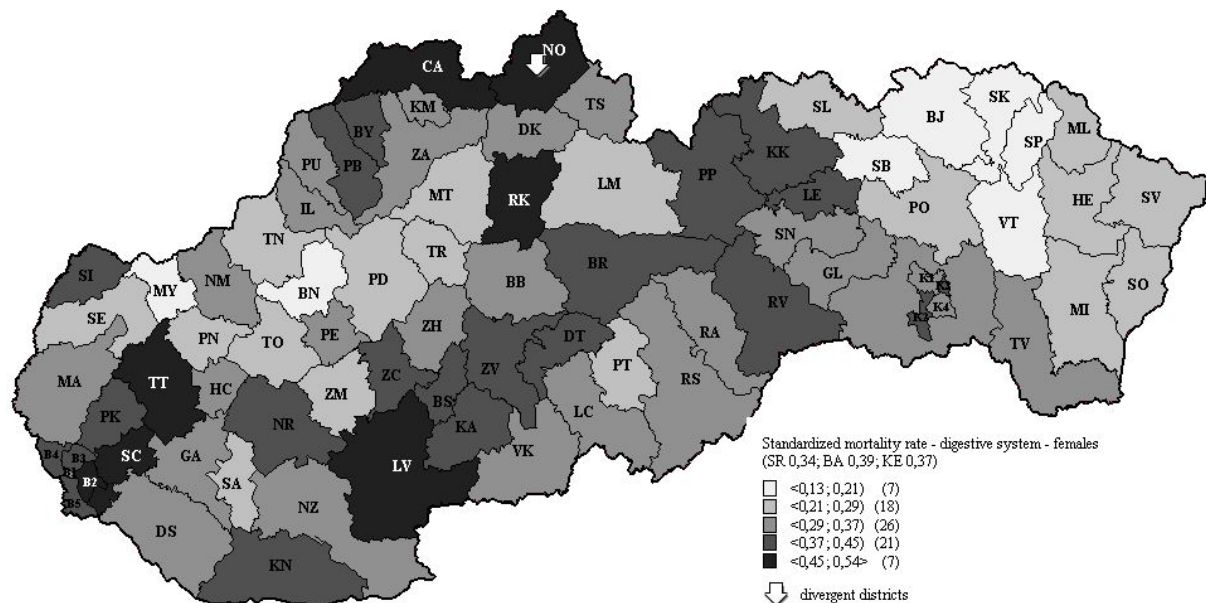 NO
CA
KM
TS
BY
DK
SL
SK
BJ
ML
SP
PU
PB
ZA
KK
SB
PP
LM
MT
RK
LE
HE
SV
PO
IL
VT
TN
SN
TR
SI
NM
PD
BB
BR
GL
MY
BN
K1
K3
SO
RV
K4
MI
SE
K2
PN
TO
PE
ZH
DT
RA
TV
PT
MA
TT
ZV
RS
HC
ZM
ZC
BS
PK
NR
LC
KA
VK
B4
B3
SC
GA
LV
B1
B2
SA
B5
NZ
DS
KN
Standardized mortality rate - digestive system - females
(SR 0,34; BA 0,39; KE 0,37)
<0,13 ; 0,21) (7)
<0,21 ; 0,29) (18)
<0,29 ; 0,37) (26)
<0,37 ; 0,45) (21)
<0,45 ; 0,54> (7)
divergent districts